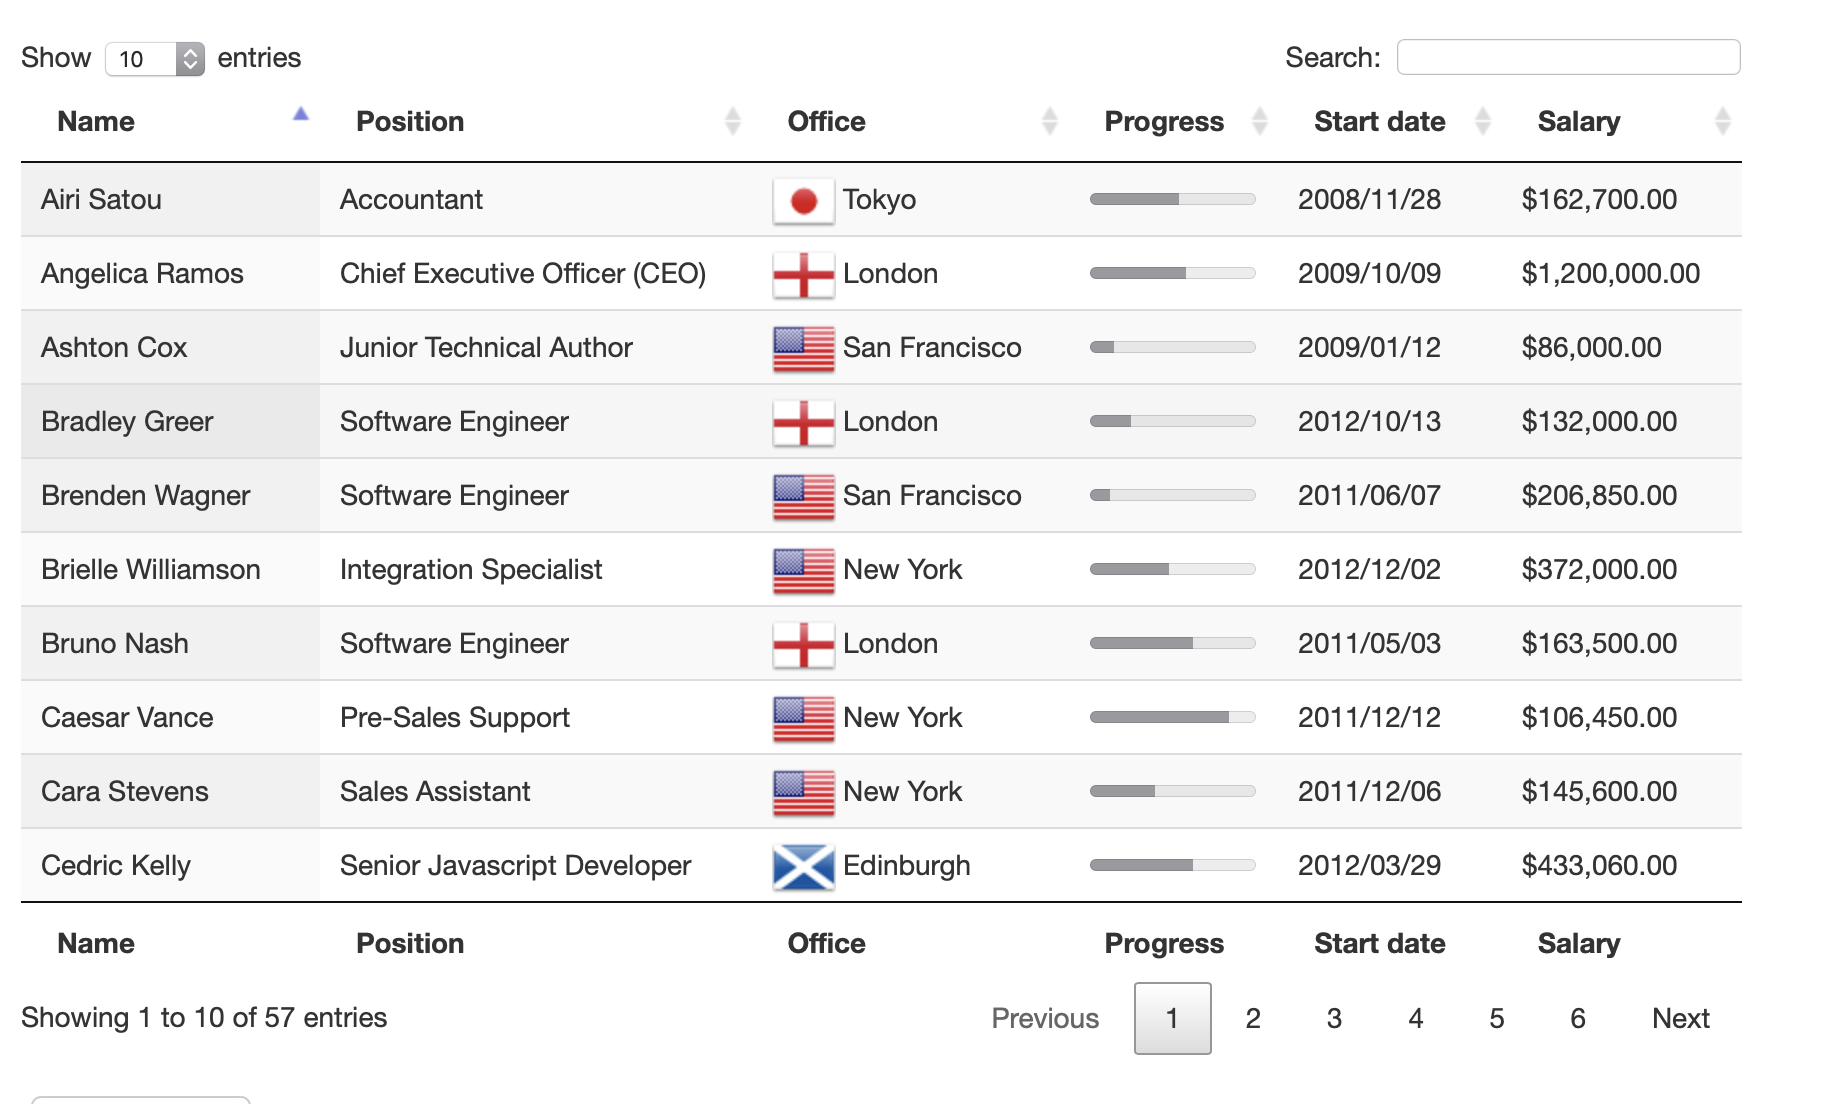 Show 10 entries Search:
Name Position Office Progress Start date Salary
Airi Satou Accountant Tokyo 2008/11/28 $162,700.00
Angelica Ramos Chief Executive Officer (CEO) London 2009/10/09 $1,200,000.00
Ashton Cox Junior Technical Author San Francisco 2009/01/12 $86,000.00
Bradley Greer Software Engineer London 2012/10/13 $132,000.00
Brenden Wagner Software Engineer San Francisco 2011/06/07 $206,850.00
Brielle Williamson Integration Specialist New York 2012/12/02 $372,000.00
Bruno Nash Software Engineer London 2011/05/03 $163,500.00
Caesar Vance Pre-Sales Support New York 2011/12/12 $106,450.00
Cara Stevens Sales Assistant New York 2011/12/06 $145,600.00
Cedric Kelly Senior Javascript Developer Edinburgh 2012/03/29 $433,060.00
Name Position Office Progress Start date Salary
Showing 1 to 10 of 57 entries Previous 1 2 3 4 5 6 Next